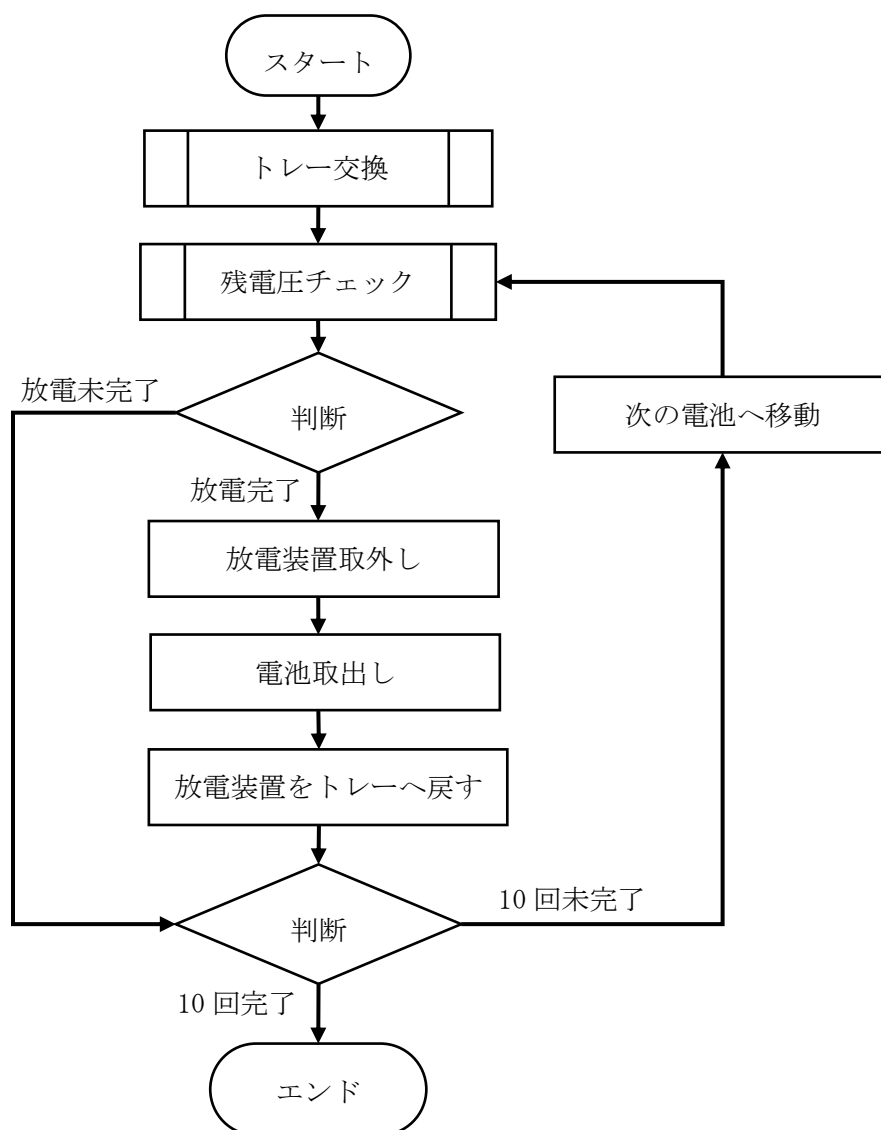 スタート
トレー交換
残電圧チェック
放電未完了
判断
次の電池へ移動
放電完了
放電装置取外し
電池取出し
放電装置をトレーへ戻す
10 回未完了
判断
10 回完了
エンド